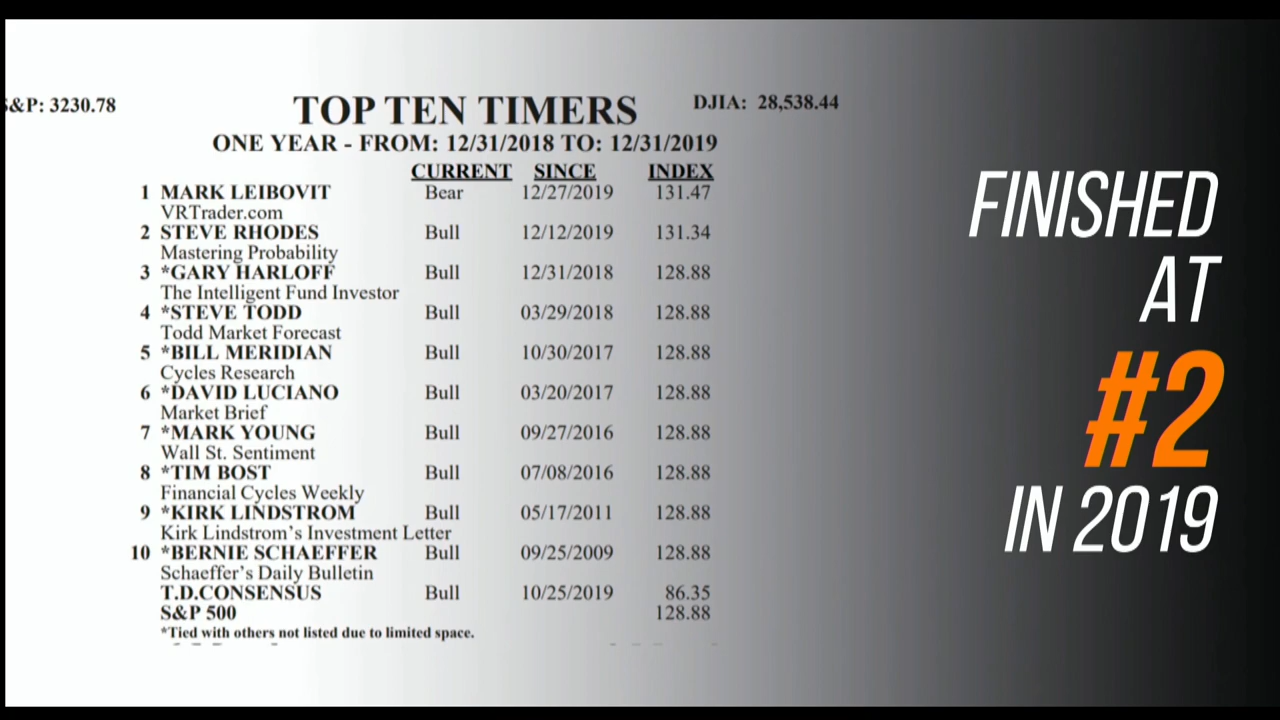 S&P: 3230.78
TOP TEN TIMERS
DJIA: 28,538.44
ONE YEAR - FROM: 12/31/2018 TO: 12/31/2019
CURRENT SINCE INDEX
1 MARK LEIBOVIT Bear 12/27/2019 131.47
VRTrader.com
2 STEVE RHODES Bull 12/12/2019 131.34
Mastering Probability
3 *GARY HARLOFF Bull 12/31/2018 128.88
The Intelligent Fund Investor
4 *STEVE TODD Bull 03/29/2018 128.88
Todd Market Forecast
5 *BILL MERIDIAN Bull 10/30/2017 128.88
Cycles Research
6 *DAVID LUCIANO Bull 03/20/2017 128.88
Market Brief
7 *MARK YOUNG Bull 09/27/2016 128.88
Wall St. Sentiment
8 *TIM BOST Bull 07/08/2016 128.88
Financial Cycles Weekly
9 *KIRK LINDSTROM Bull 05/17/2011 128.88
Kirk Lindstrom's Investment Letter
10 *BERNIE SCHAEFFER Bull 09/25/2009 128.88
Schaeffer's Daily Bulletin
T.D.CONSENSUS Bull 10/25/2019 86.35
S&P 500 128.88
*Tied with others not listed due to limited space.
FINISHED
AT
#2
IN 2019